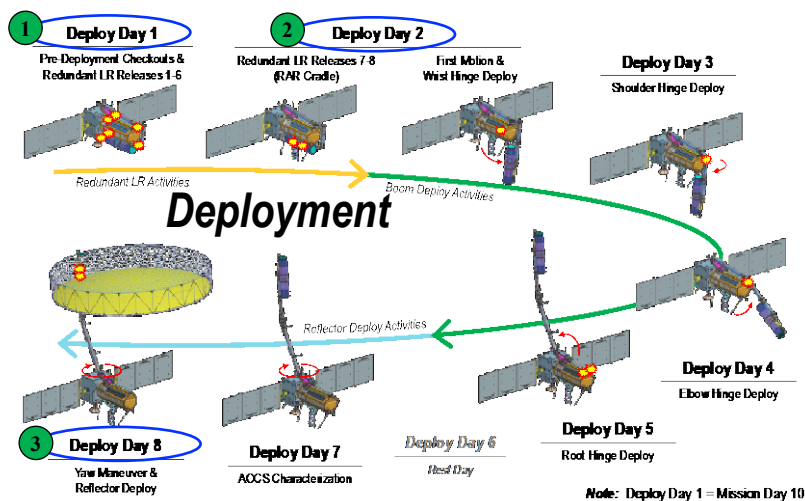 1
Deploy Day 1
Pre-Deployment Checkouts &
Redundant LR Releases 1-6
2
Deploy Day 2
Redundant LR Releases 7-8
(RAR Cradle)
First Motion &
Wrist Hinge Deploy
Deploy Day 3
Shoulder Hinge Deploy
Redundant LR Activities
Boom Deploy Activities
Deployment
Reflector Deploy Activities
Deploy Day 4
Elbow Hinge Deploy
Deploy Day 5
Root Hinge Deploy
Deploy Day 6
Rest Day
Deploy Day 7
AOCS Characterization
3
Deploy Day 8
Yaw Maneuver &
Reflector Deploy
Note: Deploy Day 1 = Mission Day 10